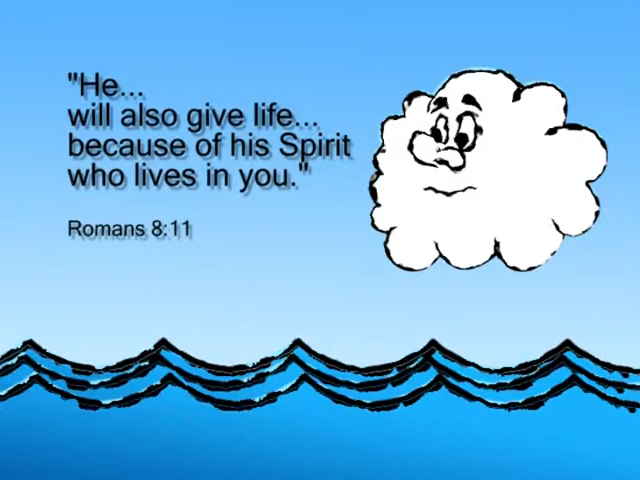 "He...
will also give life...
because of his Spirit
who lives in you."
Romans 8:11